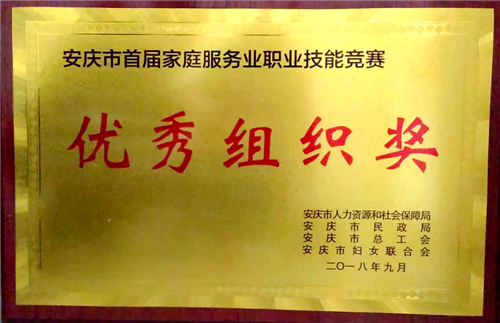 安庆市首届家庭服务业职业技能竞赛
优秀组织奖
安庆市人力资源和社会保障局
安庆市民政局
安庆市总工会
安庆市妇女联合会
二〇一八年九月